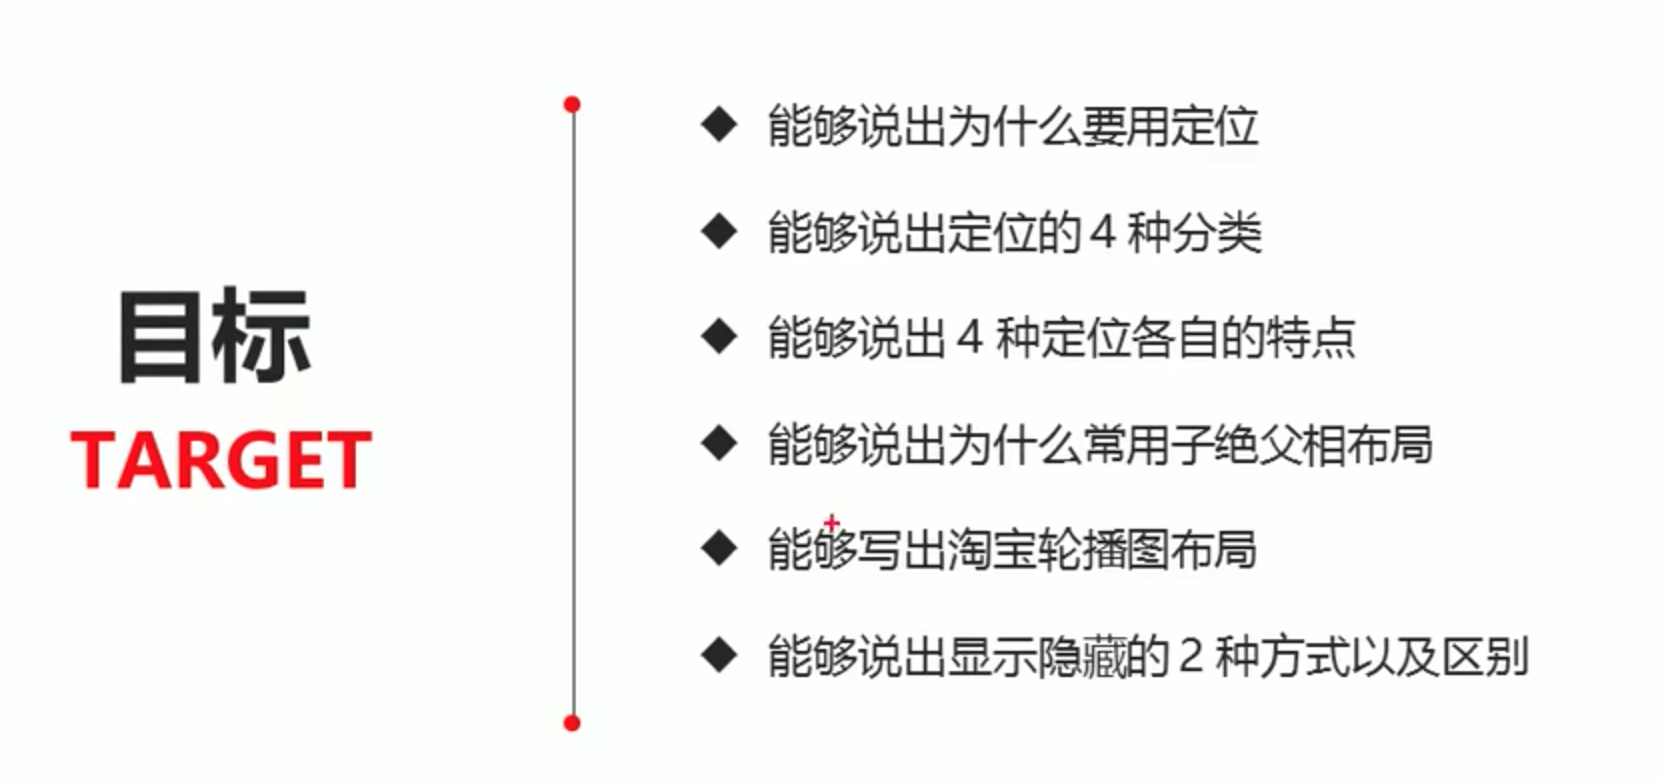 目标
TARGET
◆ 能够说出为什么要用定位
◆ 能够说出定位的 4 种分类
◆ 能够说出 4 种定位各自的特点
◆ 能够说出为什么常用子绝父相布局
◆ 能够写出淘宝轮播图布局
◆ 能够说出显示隐藏的 2 种方式以及区别